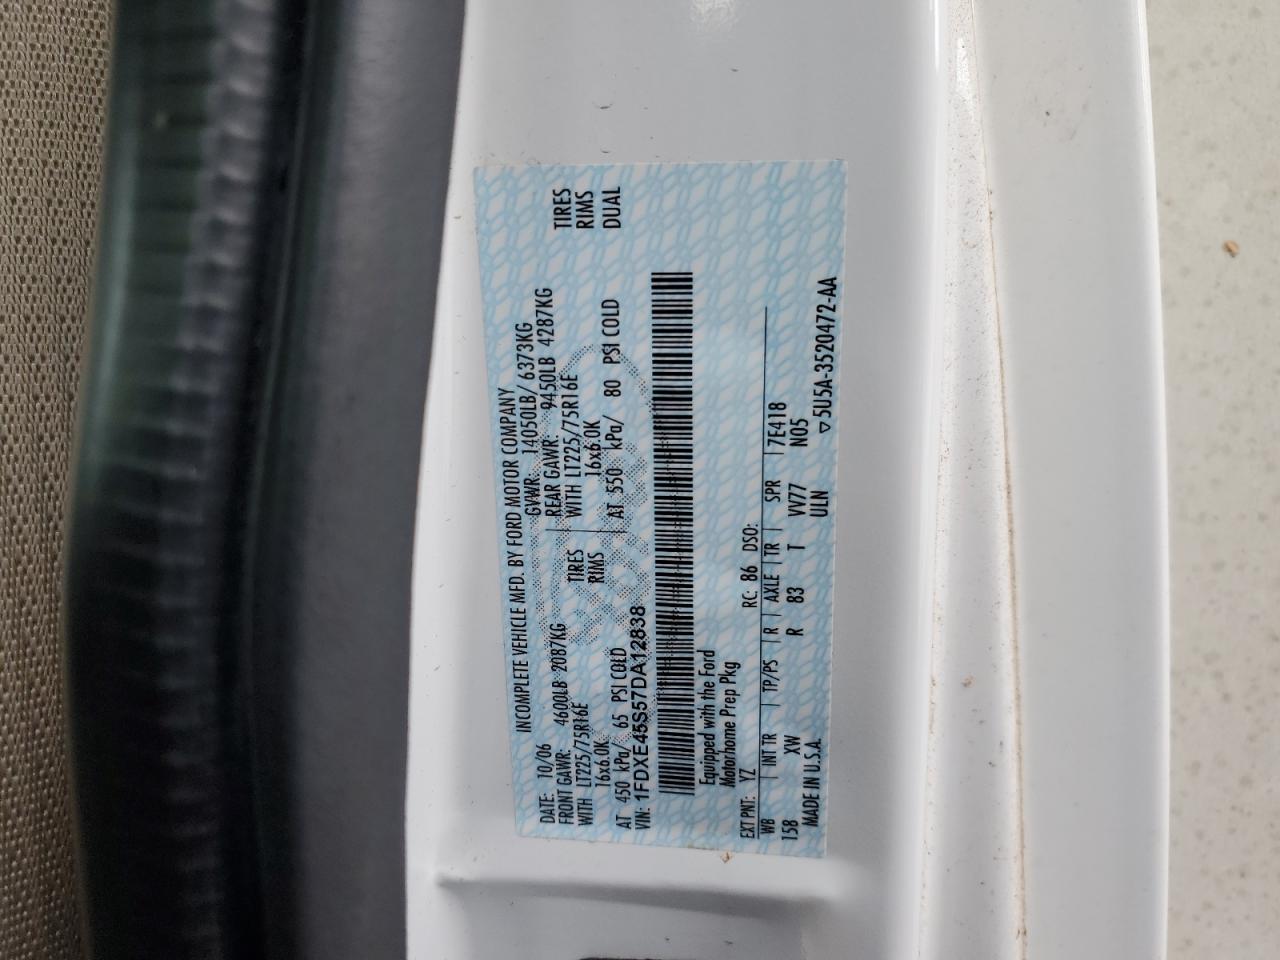 INCOMPLETE VEHICLE MFD. BY FORD MOTOR COMPANY
DATE: 10/06 GVWR: 14050LB/ 6373KG
FRONT GAWR: 4600LB 2087KG REAR GAWR: 9450LB 4287KG
WITH LT225/75R16E TIRES WITH LT225/75R16E TIRES
16x6.0K RIMS 16x6.0K RIMS
AT 450 kPa/ 65 PSI COLD AT 550 kPa/ 80 PSI COLD DUAL
VIN: 1FDXE45S57DA12838
Equipped with the Ford
Motorhome Prep Pkg
EXT PNT: YZ RC: 86 DSO:
WB INT TR TP/PS R AXLE TR SPR 17E418
158 XW R 83 T VV77 N05
MADE IN U.S.A. ULN
▽5U5A-3520472-AA